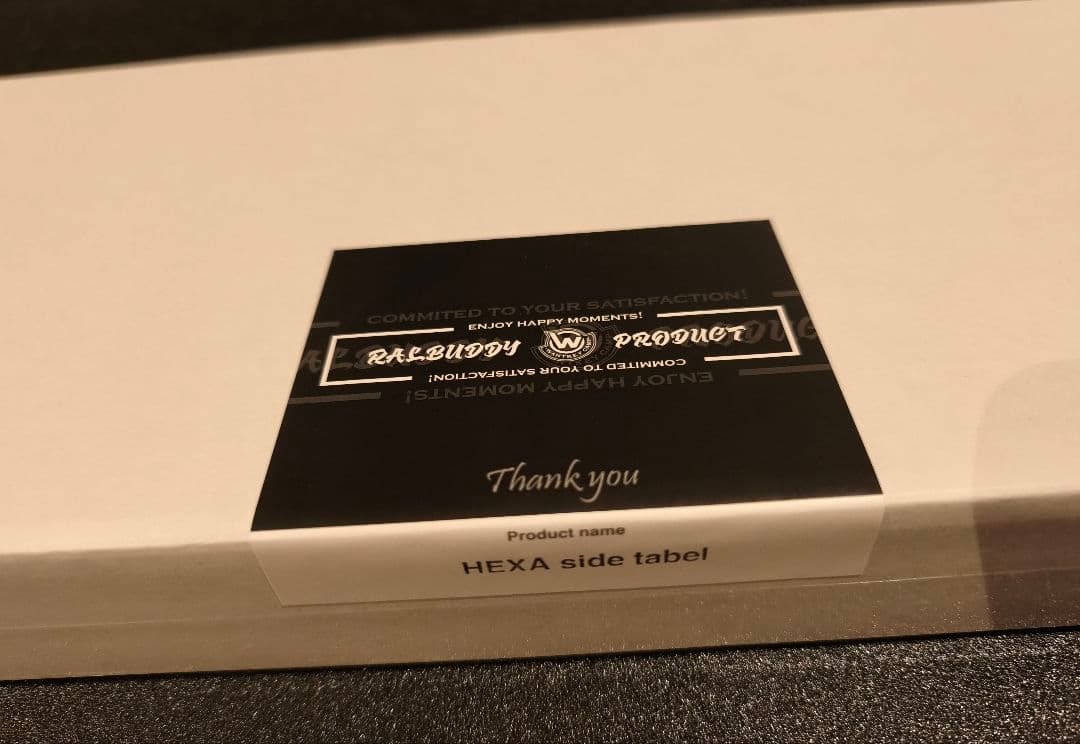 COMMITED TO YOUR SATISFACTION!
ENJOY HAPPY MOMENTS!
RALBUDDY W PRODUCT
COMMITED TO YOUR SATISFACTION!
ENJOY HAPPY MOMENTS!
Thank you
Product name
HEXA side tabel